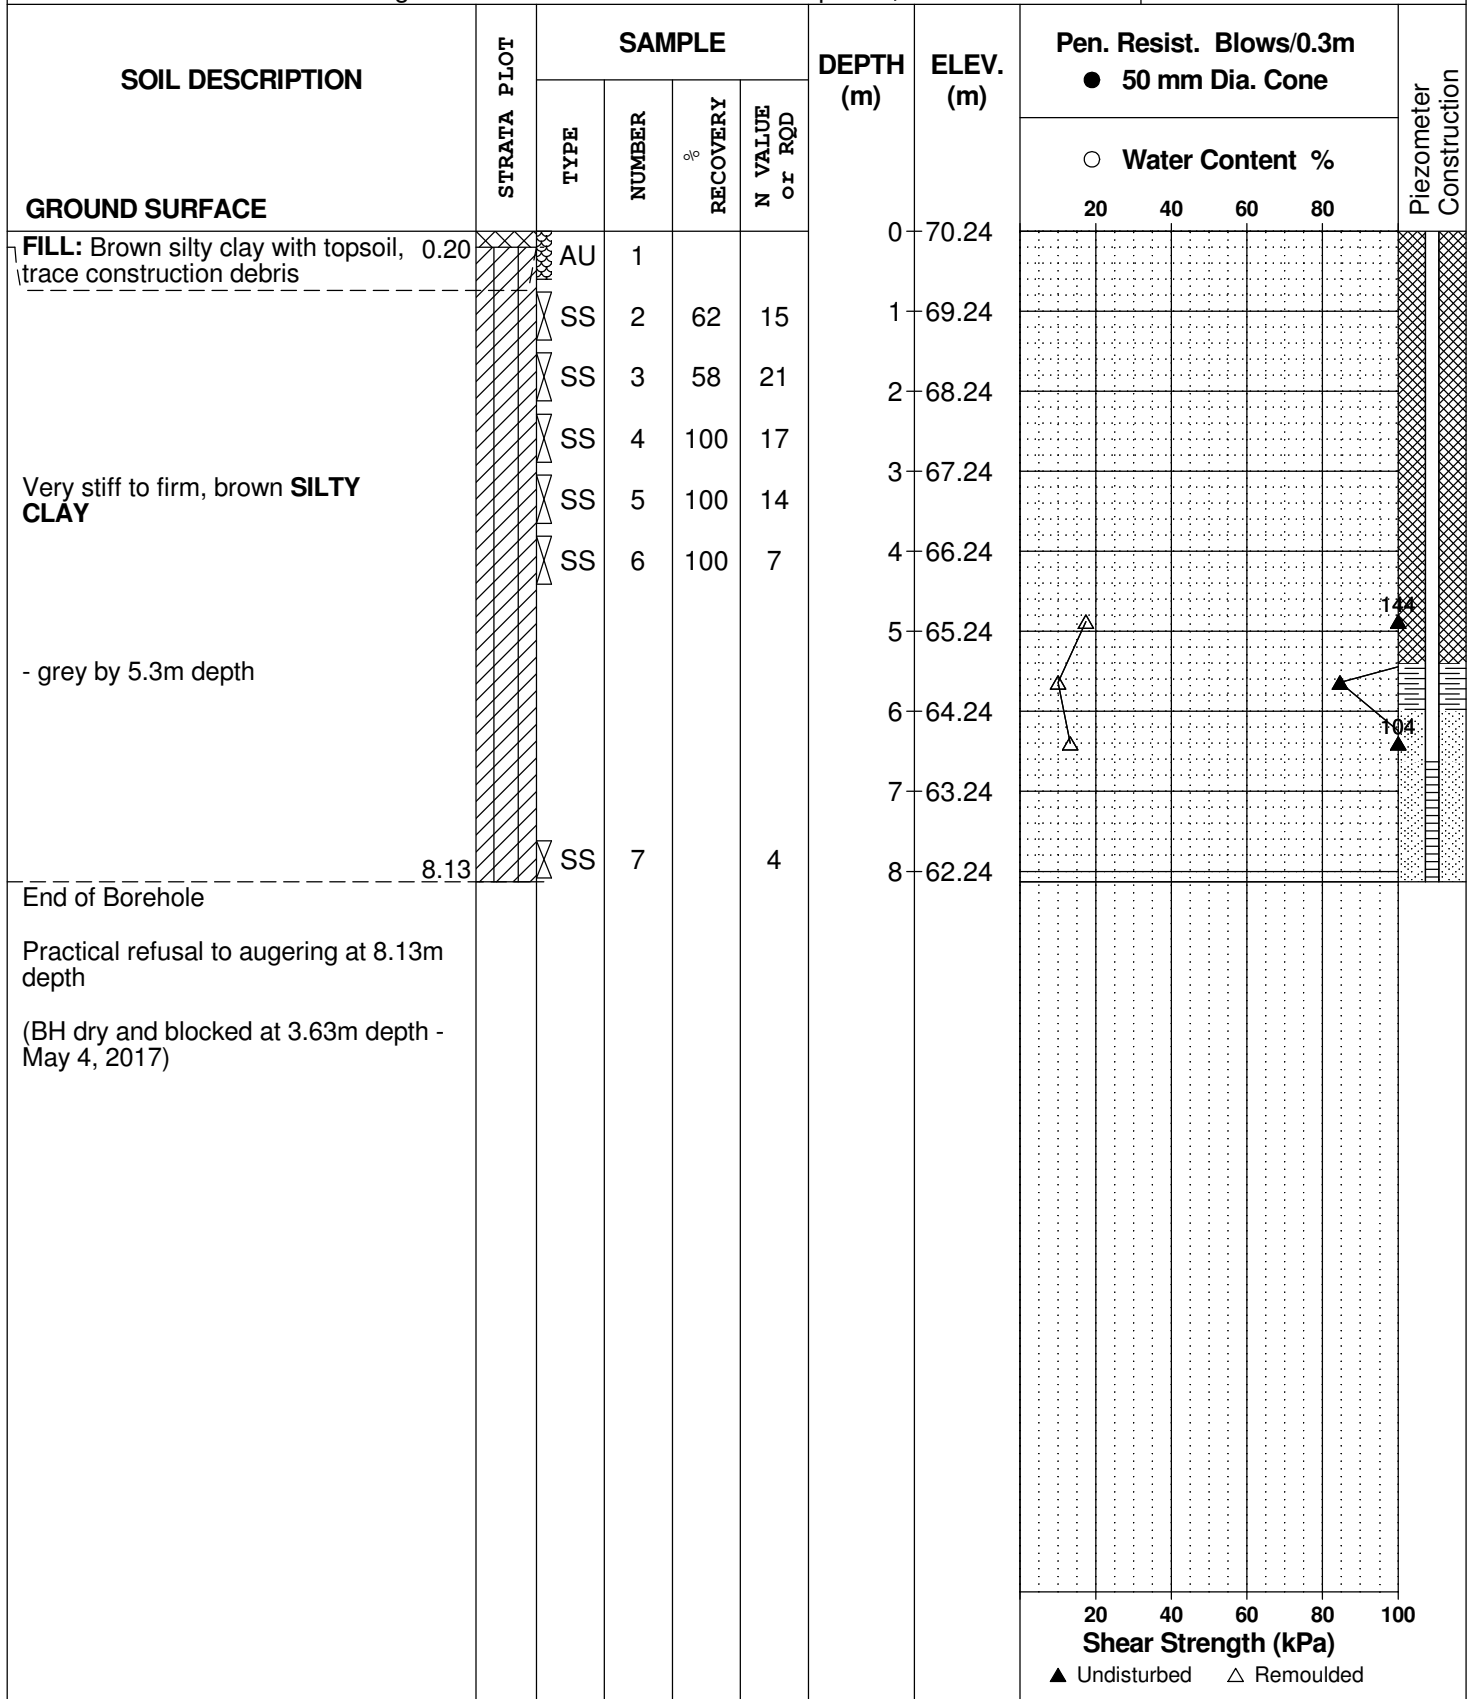 SOIL DESCRIPTION
GROUND SURFACE
STRATA PLOT
SAMPLE
TYPE
NUMBER
% RECOVERY
N VALUE or RQD
DEPTH (m)
ELEV. (m)
Pen. Resist. Blows/0.3m
● 50 mm Dia. Cone
○ Water Content %
20 40 60 80
Piezometer Construction
FILL: Brown silty clay with topsoil, 0.20
trace construction debris
AU 1
0 70.24
SS 2 62 15
1 69.24
SS 3 58 21
2 68.24
SS 4 100 17
3 67.24
Very stiff to firm, brown SILTY
CLAY
SS 5 100 14
4 66.24
SS 6 100 7
144
5 65.24
- grey by 5.3m depth
6 64.24
104
7 63.24
8.13
SS 7 4
8 62.24
End of Borehole
Practical refusal to augering at 8.13m
depth
(BH dry and blocked at 3.63m depth -
May 4, 2017)
20 40 60 80 100
Shear Strength (kPa)
▲ Undisturbed △ Remoulded